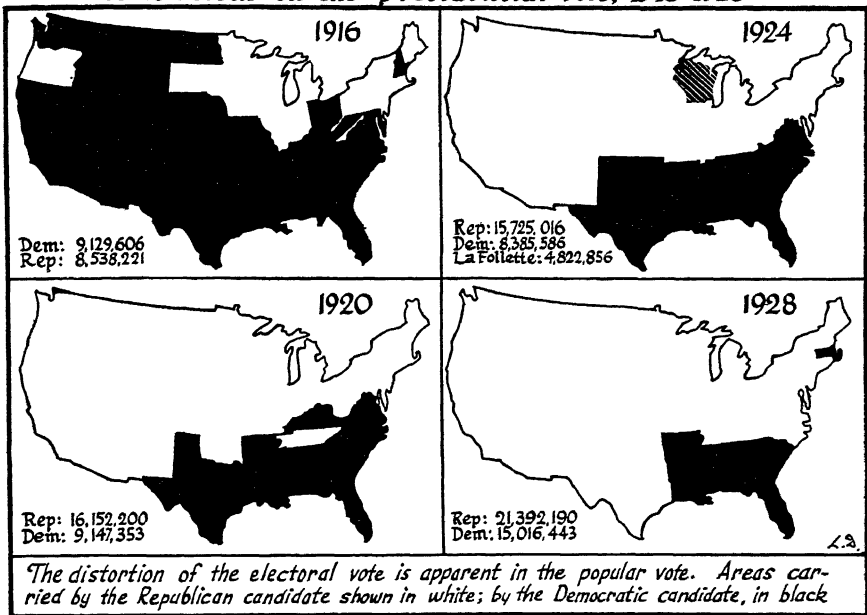 1916
Dem: 9,129,606
Rep: 8,538,221
1924
Rep: 15,725,016
Dem: 8,385,586
La Follette: 4,822,856
1920
Rep: 16,152,200
Dem: 9,147,353
1928
Rep: 21,392,190
Dem: 15,016,443
L.D.
The distortion of the electoral vote is apparent in the popular vote. Areas car-
ried by the Republican candidate shown in white; by the Democratic candidate, in black